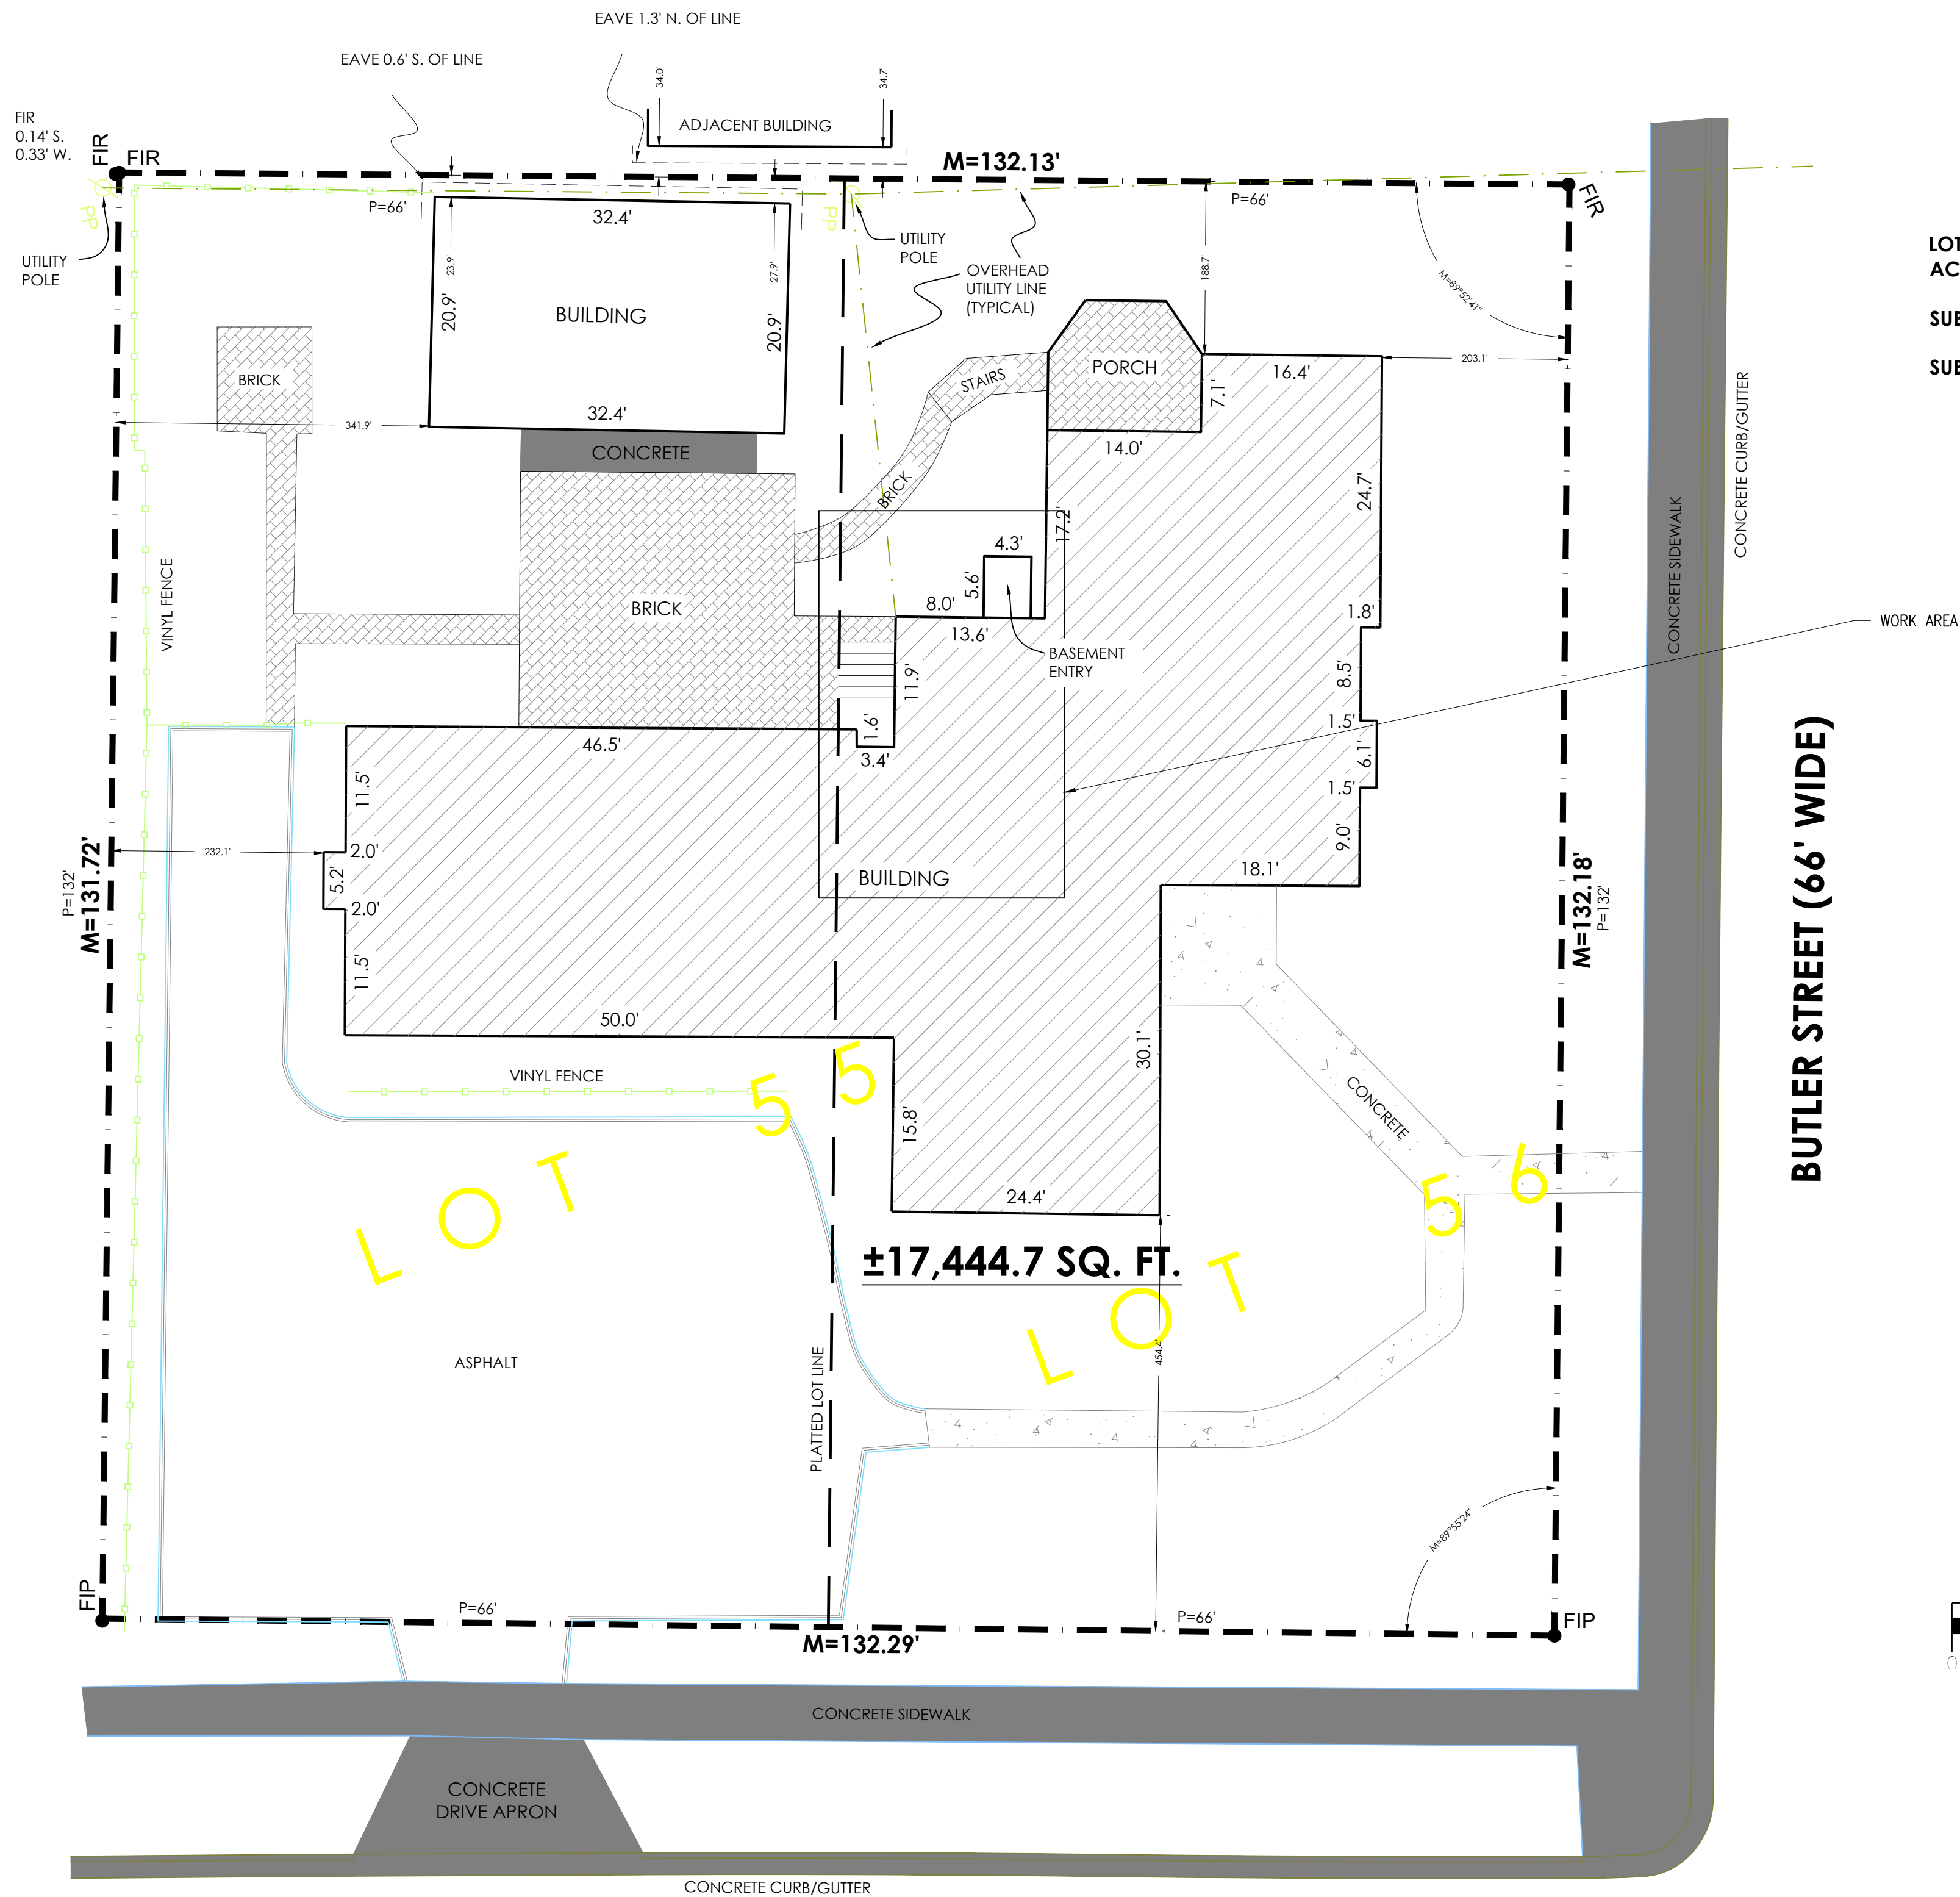 EAVE 1.3' N. OF LINE
EAVE 0.6' S. OF LINE
34.0'
34.7'
ADJACENT BUILDING
FIR
0.14' S.
0.33' W.
FIR
FIR
M=132.13'
FIR
PP
P=66'
32.4'
PP
P=66'
UTILITY
POLE
UTILITY
POLE
23.9'
27.9'
188.7'
M=89°52'41"
OVERHEAD
UTILITY LINE
(TYPICAL)
20.9'
BUILDING
20.9'
LOT
AC
SUB
SUB
BRICK
STAIRS
PORCH
7.1'
16.4'
203.1'
341.9'
32.4'
CONCRETE
14.0'
BRICK
24.7'
17.2'
CONCRETE SIDEWALK
CONCRETE CURB/GUTTER
VINYL FENCE
BRICK
4.3'
5.6'
8.0'
13.6'
1.8'
WORK AREA
BASEMENT
ENTRY
11.9'
8.5'
1.6'
1.5'
46.5'
3.4'
6.1'
1.5'
11.5'
9.0'
232.1'
2.0'
5.2'
2.0'
18.1'
BUILDING
P=132'
M=131.72'
M=132.18'
P=132'
BUTLER STREET (66' WIDE)
11.5'
50.0'
30.1'
VINYL FENCE
15.8'
CONCRETE
LOT 55
24.4'
±17,444.7 SQ. FT.
LOT 56
454.4'
ASPHALT
PLATTED LOT LINE
M=89°55'24"
FIP
P=66'
P=66'
FIP
M=132.29'
0
CONCRETE SIDEWALK
CONCRETE
DRIVE APRON
CONCRETE CURB/GUTTER